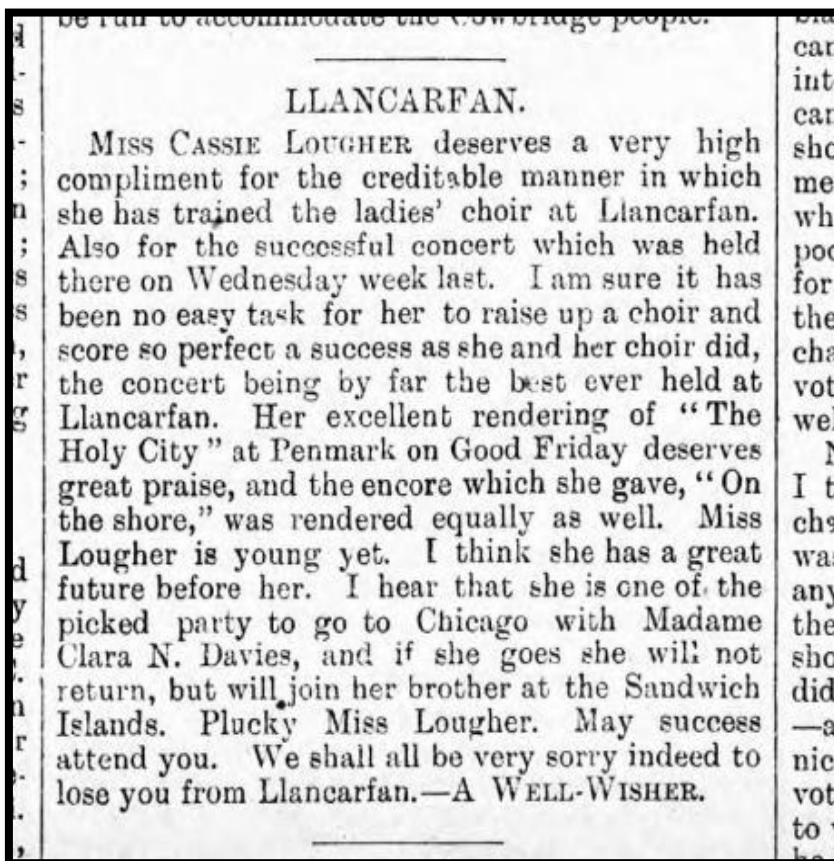 be run to accommodate the Cowbridge people.
LLANCARFAN.
MISS CASSIE LOUGHER deserves a very high
compliment for the creditable manner in which
she has trained the ladies' choir at Llancarfan.
Also for the successful concert which was held
there on Wednesday week last. I am sure it has
been no easy task for her to raise up a choir and
score so perfect a success as she and her choir did,
the concert being by far the best ever held at
Llancarfan. Her excellent rendering of "The
Holy City" at Penmark on Good Friday deserves
great praise, and the encore which she gave, "On
the shore," was rendered equally as well. Miss
Lougher is young yet. I think she has a great
future before her. I hear that she is one of the
picked party to go to Chicago with Madame
Clara N. Davies, and if she goes she will not
return, but will join her brother at the Sandwich
Islands. Plucky Miss Lougher. May success
attend you. We shall all be very sorry indeed to
lose you from Llancarfan.—A WELL-WISHER.